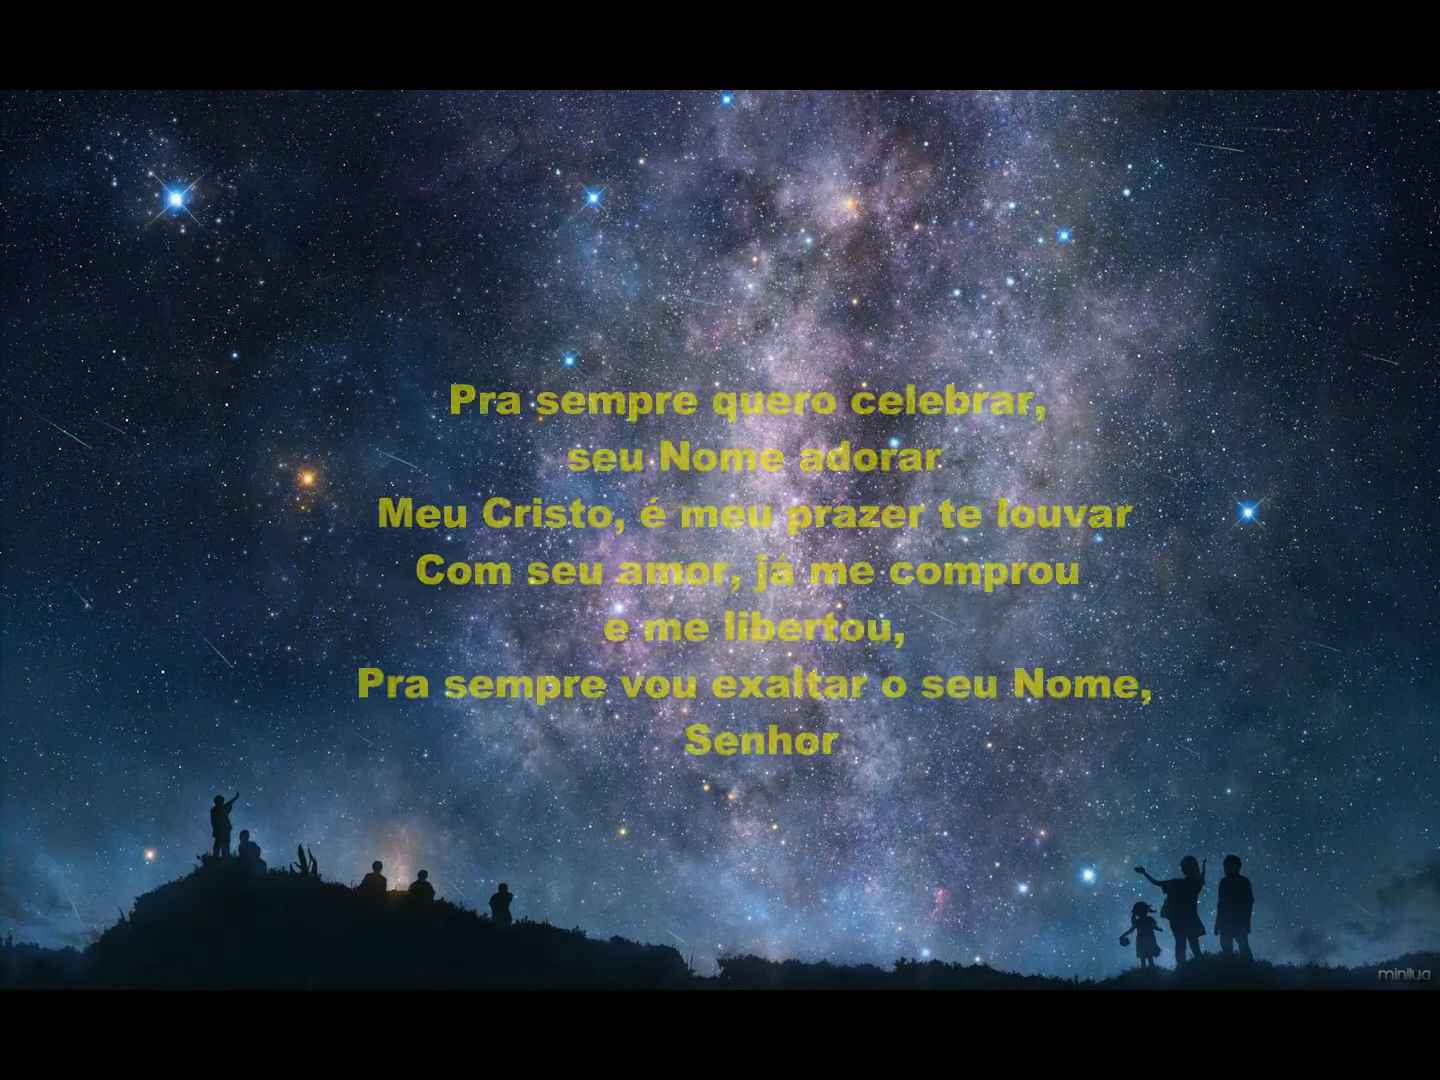 Pra sempre quero celebrar,
seu Nome adorar
Meu Cristo, é meu prazer te louvar
Com seu amor, já me comprou
e me libertou,
Pra sempre vou exaltar o seu Nome,
Senhor
minilua